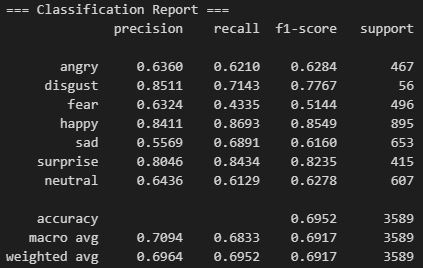 === Classification Report ===
precision recall f1-score support
angry 0.6360 0.6210 0.6284 467
disgust 0.8511 0.7143 0.7767 56
fear 0.6324 0.4335 0.5144 496
happy 0.8411 0.8693 0.8549 895
sad 0.5569 0.6891 0.6160 653
surprise 0.8046 0.8434 0.8235 415
neutral 0.6436 0.6129 0.6278 607
accuracy 0.6952 3589
macro avg 0.7094 0.6833 0.6917 3589
weighted avg 0.6964 0.6952 0.6917 3589